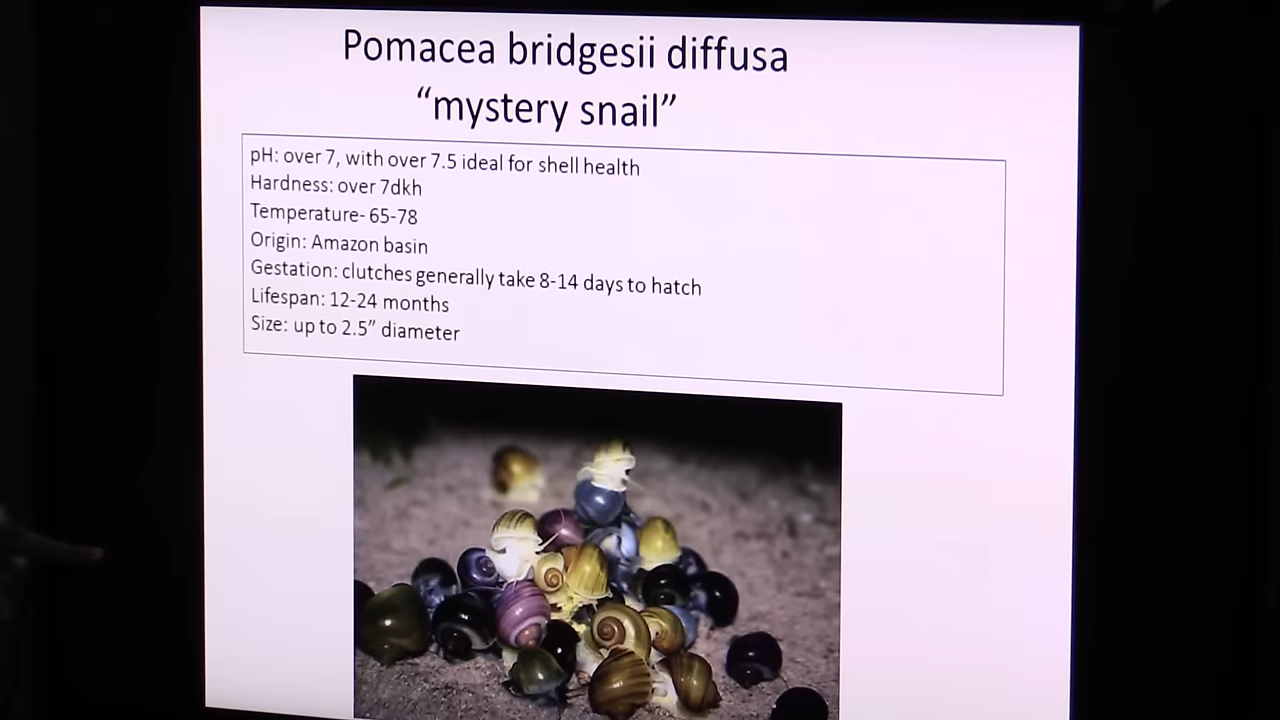 Pomacea bridgesii diffusa
“mystery snail”
pH: over 7, with over 7.5 ideal for shell health
Hardness: over 7dkh
Temperature- 65-78
Origin: Amazon basin
Gestation: clutches generally take 8-14 days to hatch
Lifespan: 12-24 months
Size: up to 2.5” diameter